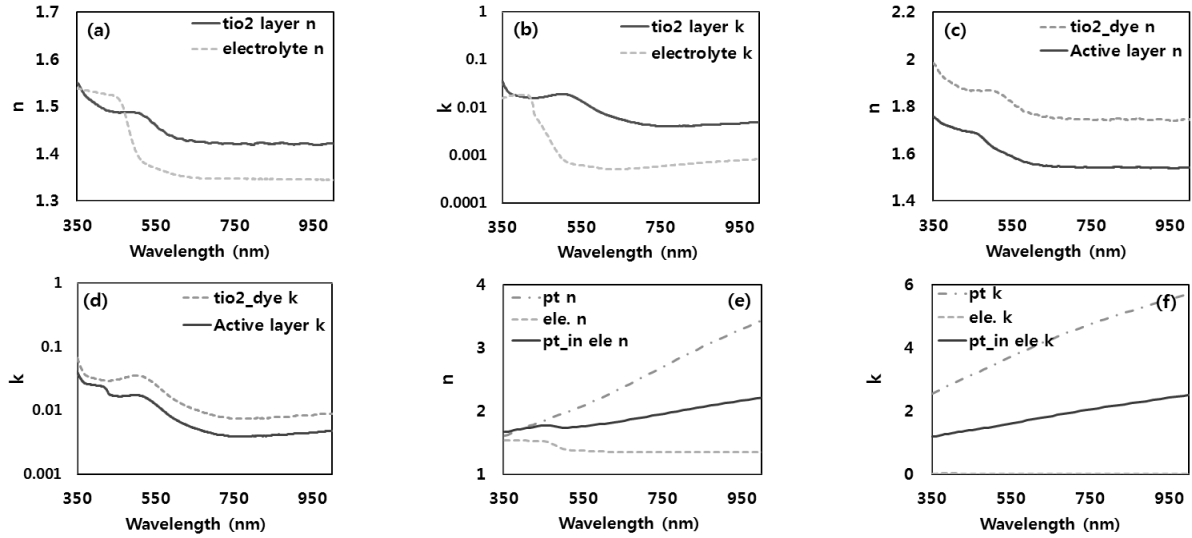 (a)
tio2 layer n
electrolyte n
1.7
1.6
1.5
1.4
1.3
n
350 550 750 950
Wavelength (nm)
(b)
tio2 layer k
electrolyte k
1
0.1
0.01
0.001
0.0001
k
350 550 750 950
Wavelength (nm)
(c)
tio2_dye n
Active layer n
2.2
2
1.8
1.6
1.4
n
350 550 750 950
Wavelength (nm)
(d)
tio2_dye k
Active layer k
1
0.1
0.01
0.001
k
350 550 750 950
Wavelength (nm)
(e)
pt n
ele. n
pt_in ele n
4
3
2
1
n
350 550 750 950
Wavelength (nm)
(f)
pt k
ele. k
pt_in ele k
6
4
2
0
k
350 550 750 950
Wavelength (nm)